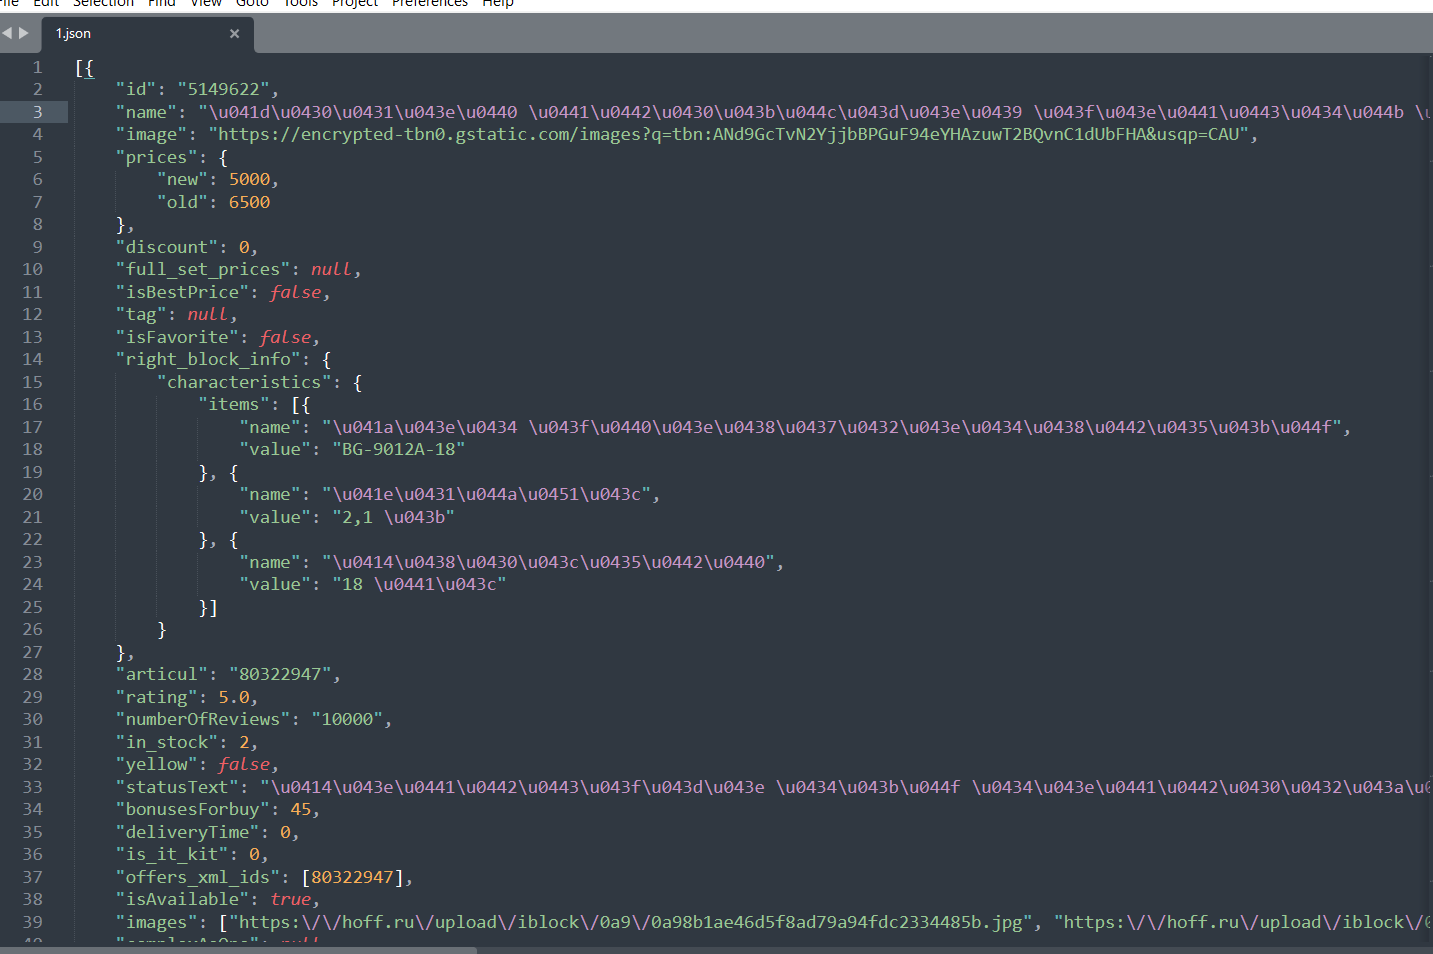 File Edit Selection Find View Goto Tools Project Preferences Help
1.json ×
1 [{
2 "id": "5149622",
3 "name": "\u041d\u0430\u0431\u043e\u0440 \u0441\u0442\u0430\u043b\u044c\u043d\u043e\u0439 \u043f\u043e\u0441\u0443\u0434\u044b
4 "image": "https://encrypted-tbn0.gstatic.com/images?q=tbn:ANd9GcTvN2YjjbBPGuF94eYHAzuwT2BQvnC1dUbFHA&usqp=CAU",
5 "prices": {
6 "new": 5000,
7 "old": 6500
8 },
9 "discount": 0,
10 "full_set_prices": null,
11 "isBestPrice": false,
12 "tag": null,
13 "isFavorite": false,
14 "right_block_info": {
15 "characteristics": {
16 "items": [{
17 "name": "\u041a\u043e\u0434 \u043f\u0440\u043e\u0438\u0437\u0432\u043e\u0434\u0438\u0442\u0435\u043b\u044f",
18 "value": "BG-9012A-18"
19 }, {
20 "name": "\u041e\u0431\u044a\u0451\u043c",
21 "value": "2,1 \u043b"
22 }, {
23 "name": "\u0414\u0438\u0430\u043c\u0435\u0442\u0440",
24 "value": "18 \u0441\u043c"
25 }]
26 }
27 },
28 "articul": "80322947",
29 "rating": 5.0,
30 "numberOfReviews": "10000",
31 "in_stock": 2,
32 "yellow": false,
33 "statusText": "\u0414\u043e\u0441\u0442\u0443\u043f\u043d\u043e \u0434\u043b\u044f \u0434\u043e\u0441\u0442\u0430\u0432\u043a\u0
34 "bonusesForbuy": 45,
35 "deliveryTime": 0,
36 "is_it_kit": 0,
37 "offers_xml_ids": [80322947],
38 "isAvailable": true,
39 "images": ["https:\/\/hoff.ru\/upload\/iblock\/0a9\/0a98b1ae46d5f8ad79a94fdc2334485b.jpg", "https:\/\/hoff.ru\/upload\/iblock\/